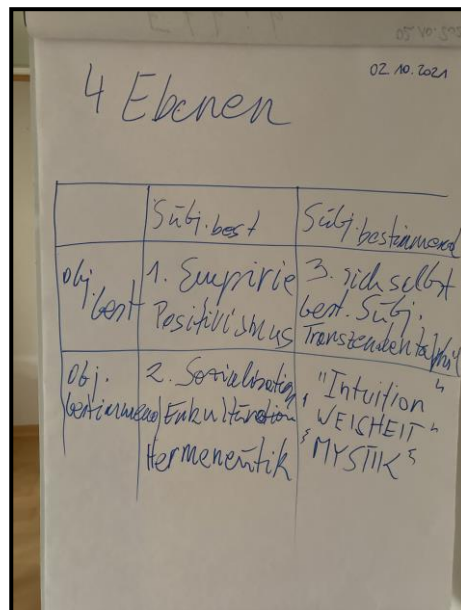 02.10.2021
4 Ebenen
Subj. best
Subj. bestimmend
obj. best
1. Empirie
Positivismus
3. sich selbst
best. Subj.
Obj.
bestimmend
2. Sozialisation
Enkulturation
Hermeneutik
"Intuition"
"WEISHEIT"
"MYSTIK"